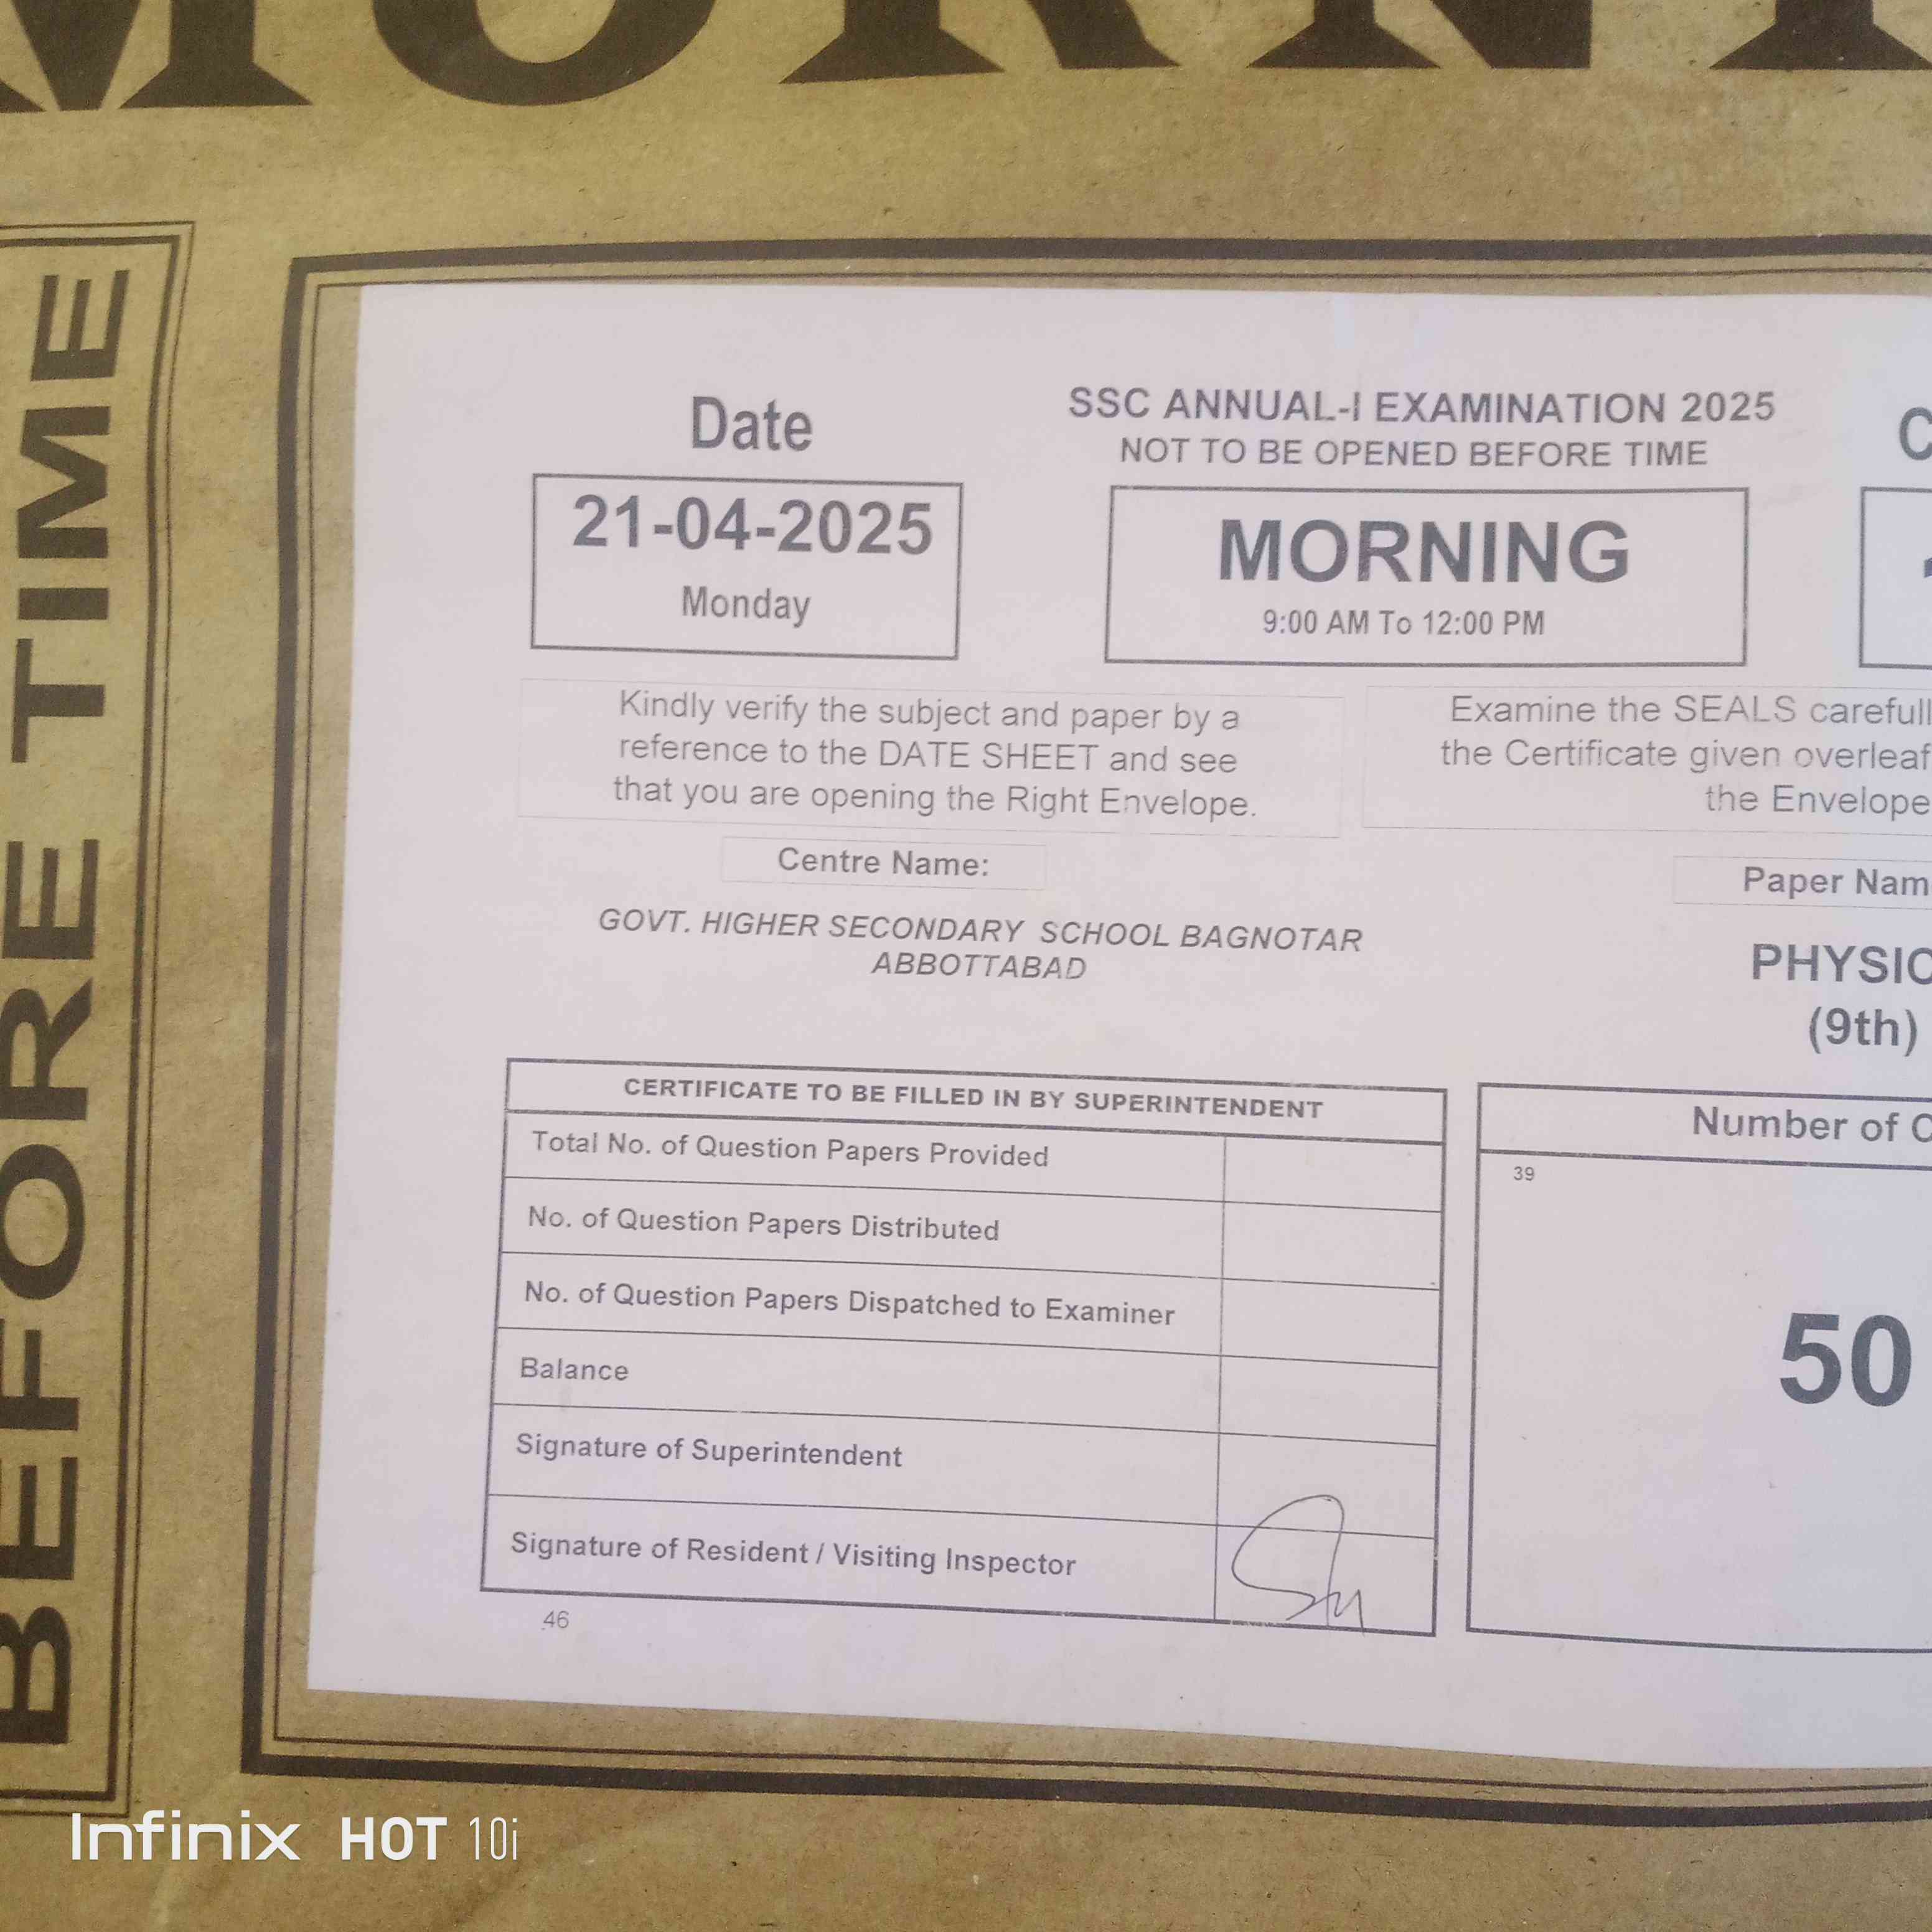 BEFORE TIME
Date
21-04-2025
Monday
SSC ANNUAL-I EXAMINATION 2025
NOT TO BE OPENED BEFORE TIME
MORNING
9:00 AM To 12:00 PM
Kindly verify the subject and paper by a
reference to the DATE SHEET and see
that you are opening the Right Envelope.
Examine the SEALS
the Certificate given overleaf
the Envelope
Centre Name:
GOVT. HIGHER SECONDARY SCHOOL BAGNOTAR
ABBOTTABAD
Paper
(9th)
CERTIFICATE TO BE FILLED IN BY SUPERINTENDENT
Total No. of Question Papers Provided
No. of Question Papers Distributed
No. of Question Papers Dispatched to Examiner
Balance
Signature of Superintendent
Signature of Resident / Visiting Inspector
46
Number of
39
50
Infinix HOT 10i